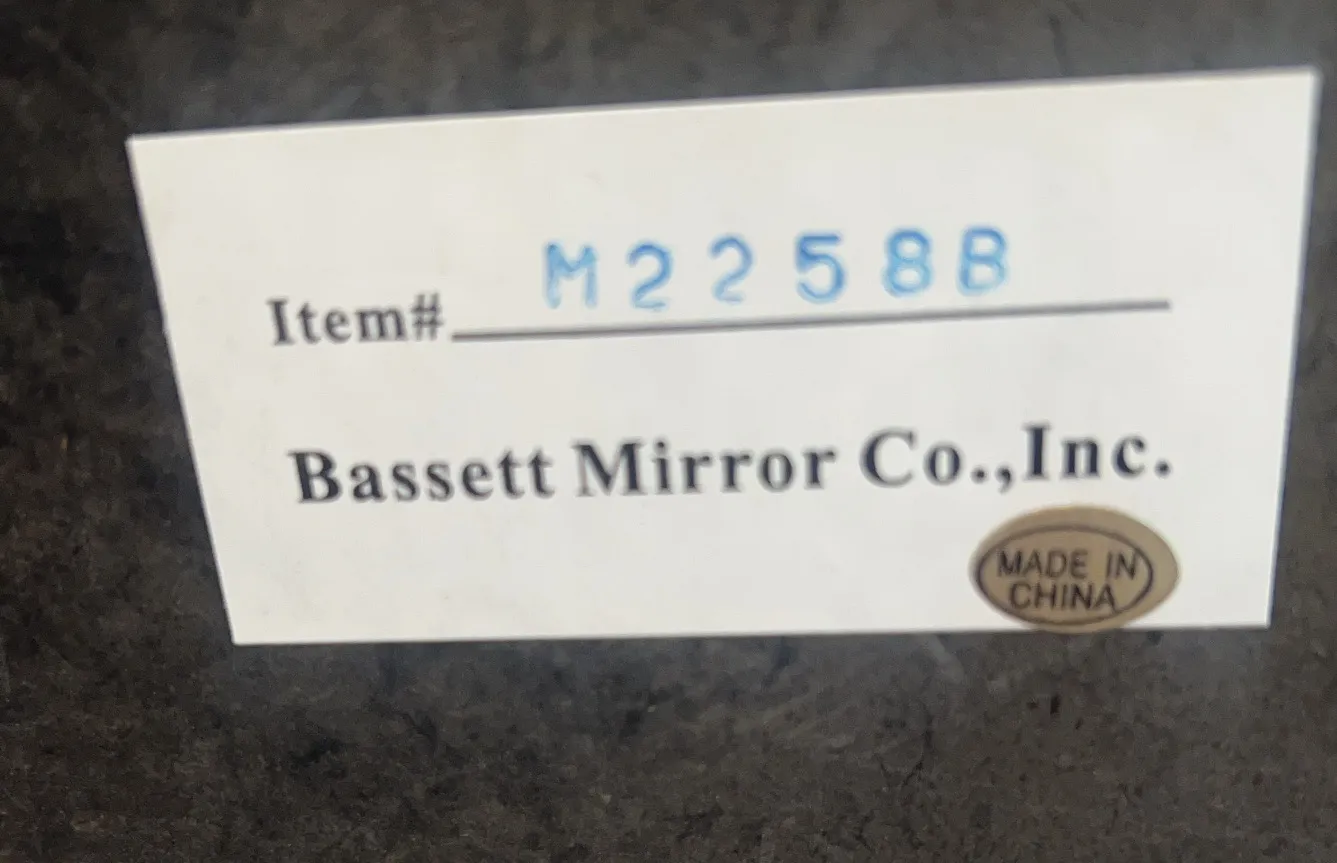 Item# M2258B
Bassett Mirror Co.,Inc.
MADE IN
CHINA